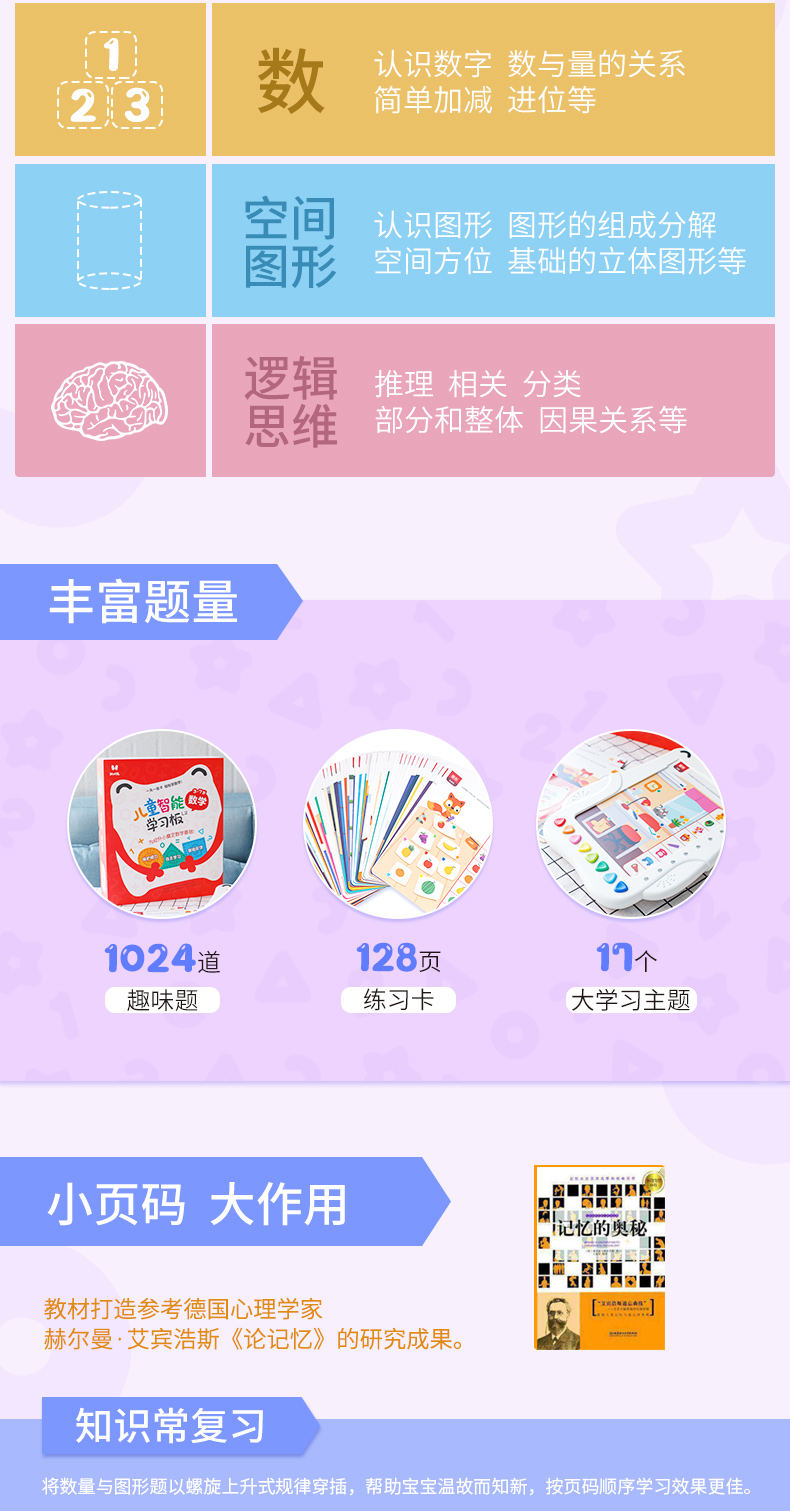 1
2 3
数
认识数字 数与量的关系
简单加减 进位等
空间
图形
认识图形 图形的组成分解
空间方位 基础的立体图形等
逻辑
思维
推理 相关 分类
部分和整体 因果关系等
丰富题量
儿童智能
数学
学习板
1024道
趣味题
128页
练习卡
17个
大学习主题
小页码 大作用
记忆的奥秘
教材打造参考德国心理学家
赫尔曼·艾宾浩斯《论记忆》的研究成果。
知识常复习
将数量与图形题以螺旋上升式规律穿插，帮助宝宝温故而知新，按页码顺序学习效果更佳。